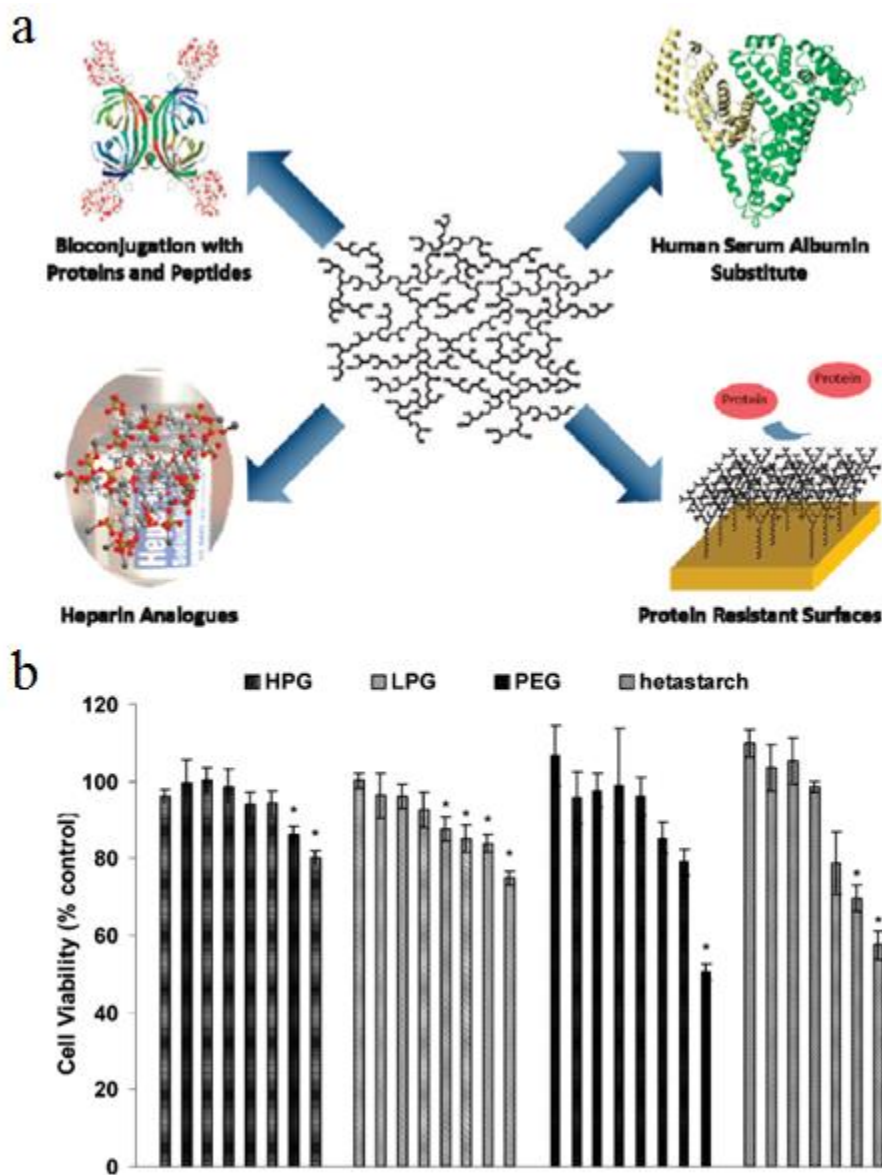 a
Bioconjugation with
Proteins and Peptides
Human Serum Albumin
Substitute
Protein
Protein
Hep
Heparin Analogues
Protein Resistant Surfaces
b
HPG LPG PEG hetastarch
Cell Viability (% control)
120
100
80
60
40
20
0
* * * * * * * * *